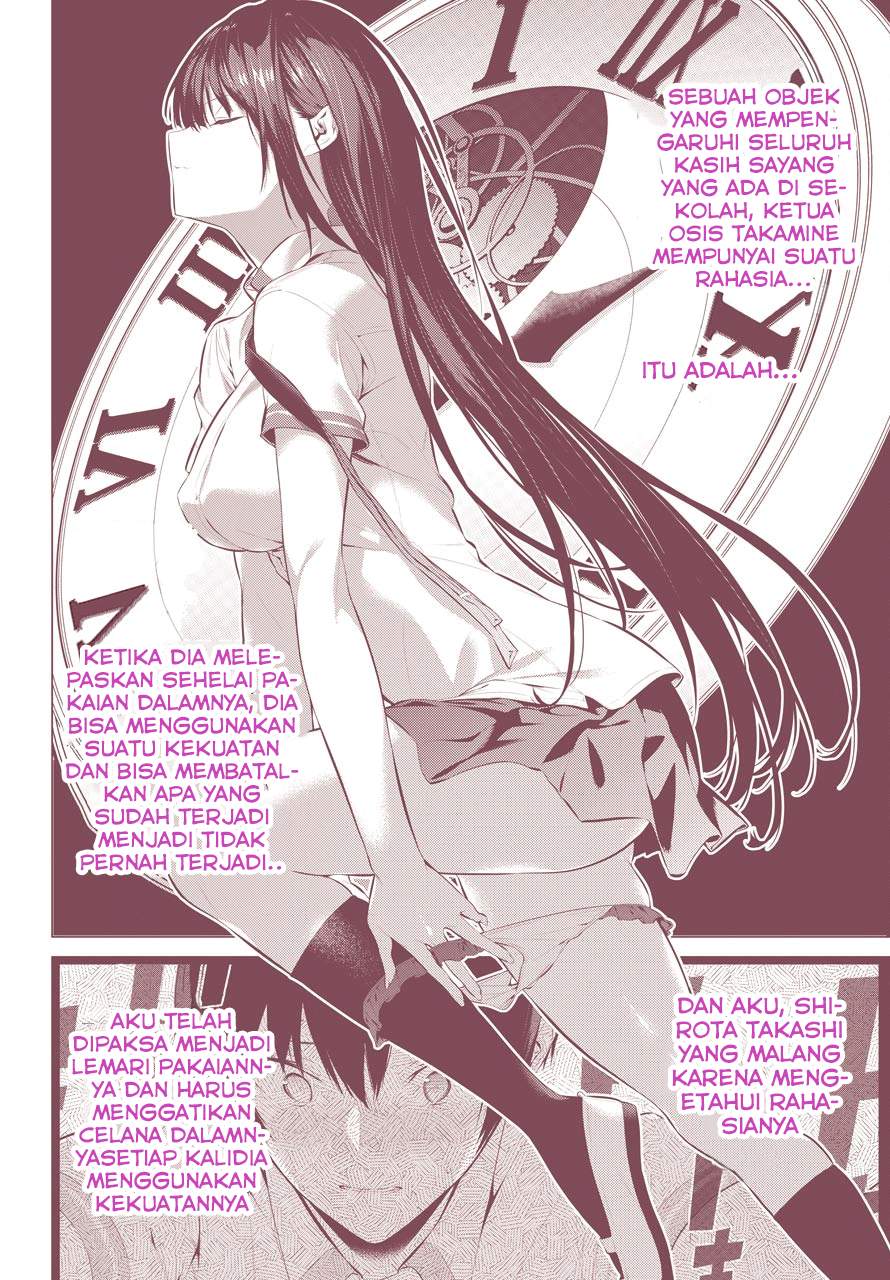 SEBUAH OBJEK
YANG MEMPEN-
GARUHI SELURUH
KASIH SAYANG
YANG ADA DI SE-
KOLAH, KETUA
OSIS TAKAMINE
MEMPUNYAI SUATU
RAHASIA...
ITU ADALAH...
KETIKA DIA MELE-
PASKAN SEHELAI PA-
KAIAN DALAMNYA, DIA
BISA MENGGUNAKAN
SUATU KEKUATAN
DAN BISA MEMBATAL-
KAN APA YANG
SUDAH TERJADI
MENJADI TIDAK
PERNAH TERJADI..
DAN AKU, SHI-
ROTA TAKASHI
YANG MALANG
KARENA MENG-
ETAHUI RAHA-
SIANYA
AKU TELAH
DIPAKSA MENJADI
LEMARI PAKAIANN-
YA DAN HARUS
MENGGATIKAN
CELANA DALAMN-
YASETIAP KALIDIA
MENGGUNAKAN
KEKUATANNYA